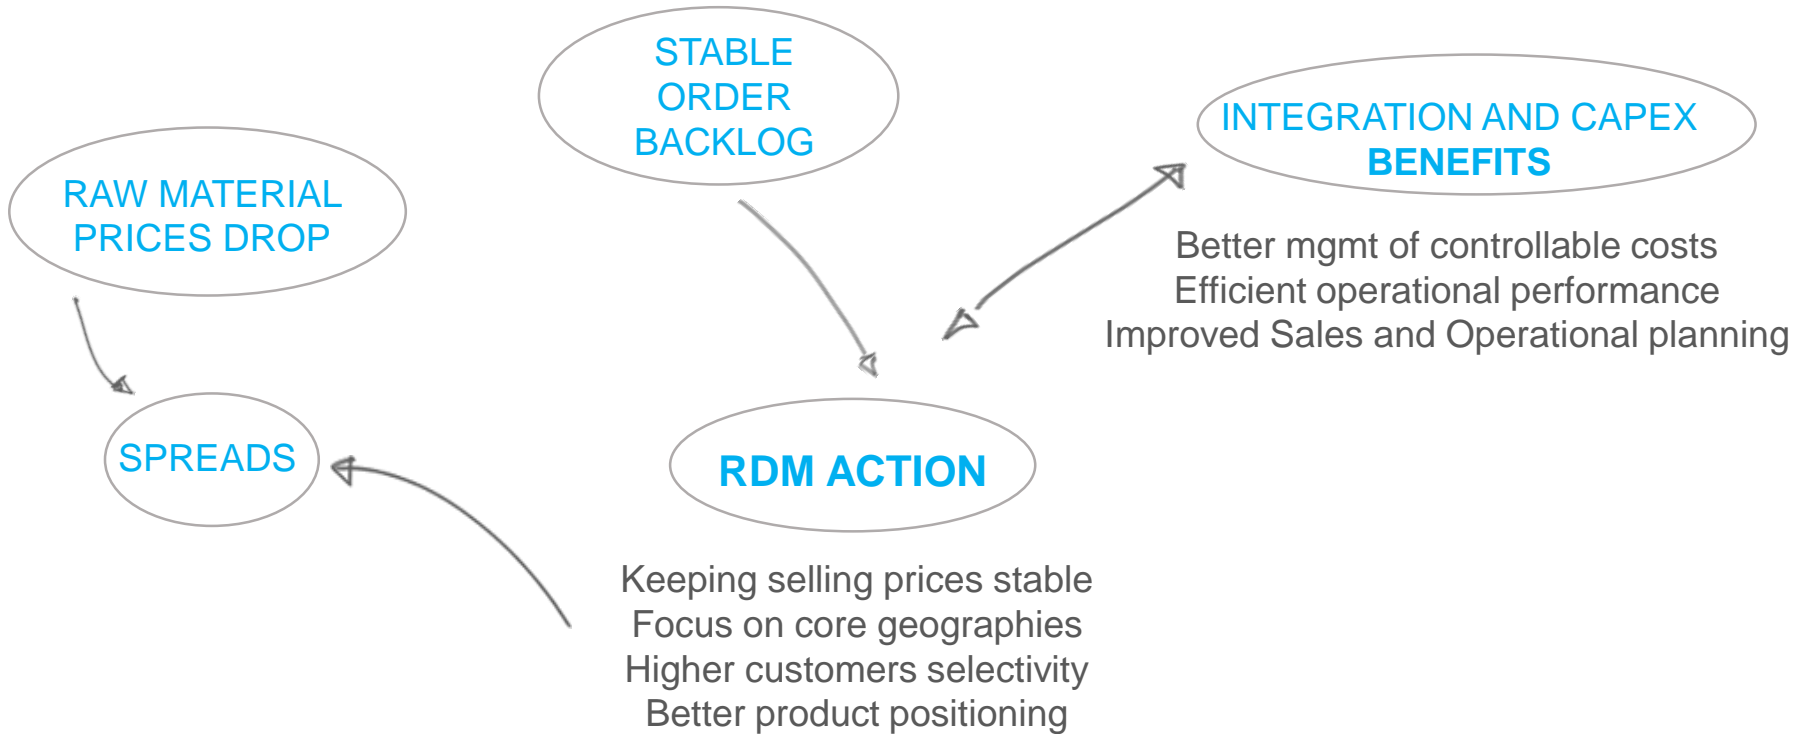 STABLE
ORDER
BACKLOG
INTEGRATION AND CAPEX
BENEFITS
RAW MATERIAL
PRICES DROP
Better mgmt of controllable costs
Efficient operational performance
Improved Sales and Operational planning
SPREADS
RDM ACTION
Keeping selling prices stable
Focus on core geographies
Higher customers selectivity
Better product positioning